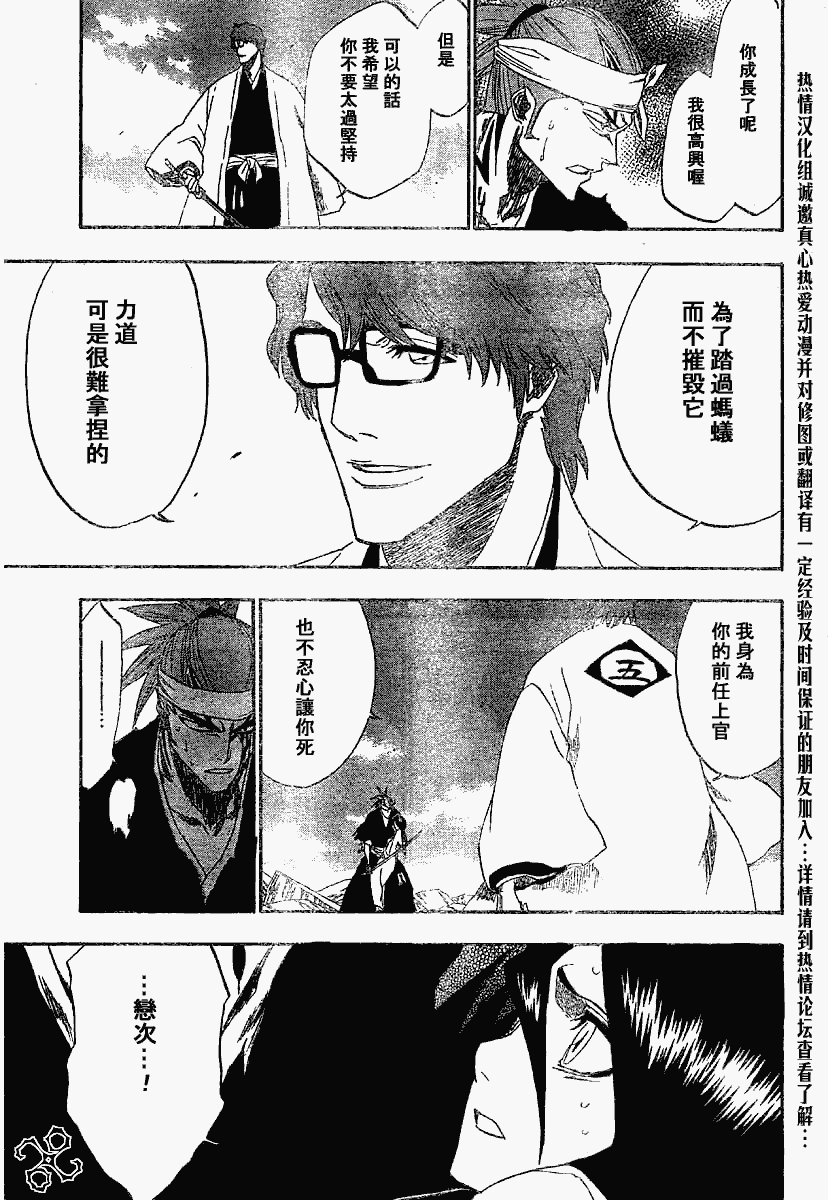 你成長了呢
我很高興喔
但是
可以的話
我希望
你不要太過堅持
為了踏過螞蟻
而不摧毀它
力道
可是很難拿捏的
我身為
你的前任上官
五
也不忍心讓你死
…………
…戀次…！
热情汉化组诚邀真心热爱动漫并对修图或翻译有一定经验及时间保证的朋友加入…详情请到热情论坛查看了解…